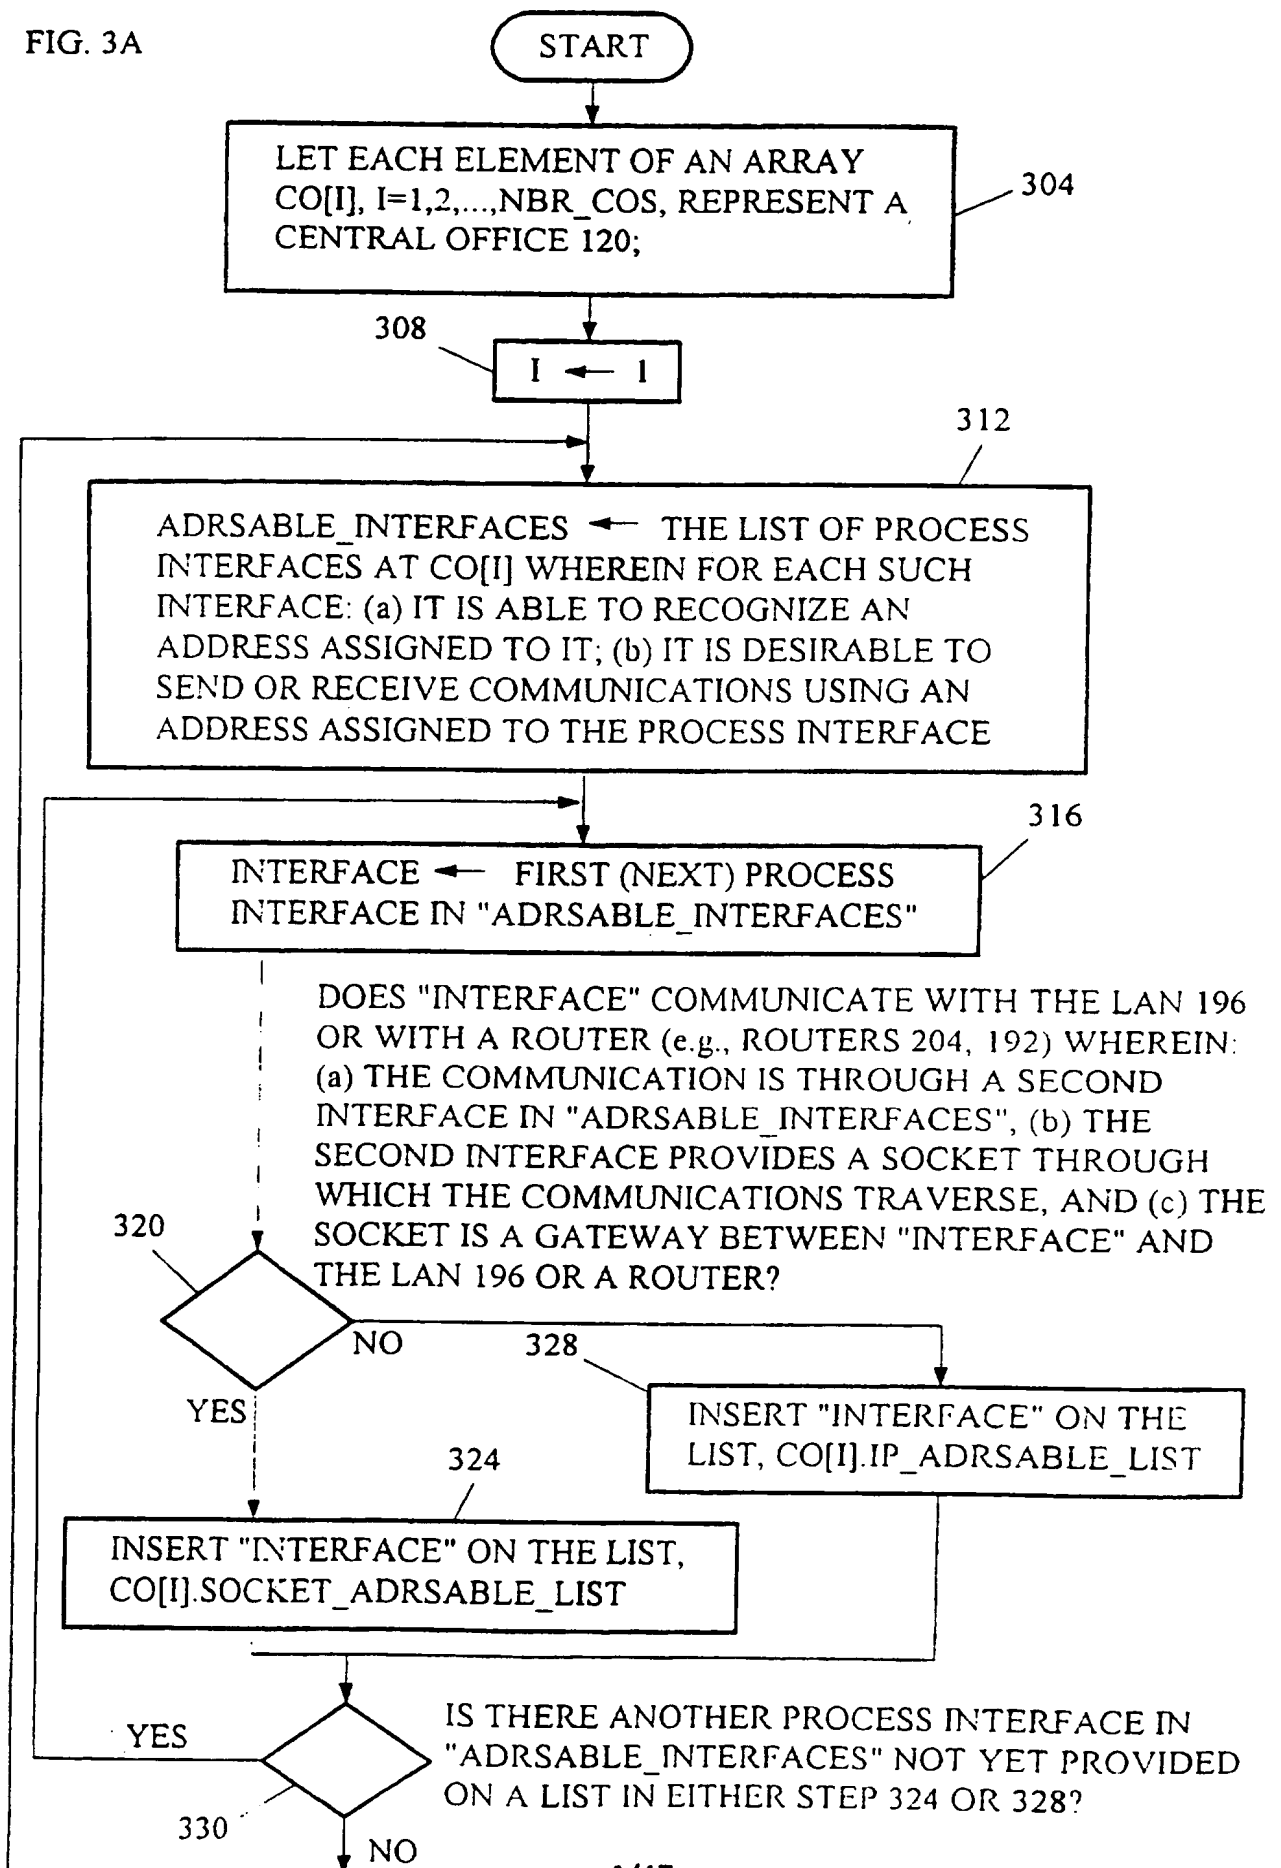 FIG. 3A
START
LET EACH ELEMENT OF AN ARRAY
CO[I], I=1,2,...,NBR_COS, REPRESENT A
CENTRAL OFFICE 120;
304
308
I ← 1
312
ADRSABLE_INTERFACES ← THE LIST OF PROCESS
INTERFACES AT CO[I] WHEREIN FOR EACH SUCH
INTERFACE: (a) IT IS ABLE TO RECOGNIZE AN
ADDRESS ASSIGNED TO IT; (b) IT IS DESIRABLE TO
SEND OR RECEIVE COMMUNICATIONS USING AN
ADDRESS ASSIGNED TO THE PROCESS INTERFACE
316
INTERFACE ← FIRST (NEXT) PROCESS
INTERFACE IN "ADRSABLE_INTERFACES"
DOES "INTERFACE" COMMUNICATE WITH THE LAN 196
OR WITH A ROUTER (e.g., ROUTERS 204, 192) WHEREIN:
(a) THE COMMUNICATION IS THROUGH A SECOND
INTERFACE IN "ADRSABLE_INTERFACES", (b) THE
SECOND INTERFACE PROVIDES A SOCKET THROUGH
WHICH THE COMMUNICATIONS TRAVERSE, AND (c) THE
SOCKET IS A GATEWAY BETWEEN "INTERFACE" AND
THE LAN 196 OR A ROUTER?
320
NO
328
YES
INSERT "INTERFACE" ON THE
LIST, CO[I].IP_ADRSABLE_LIST
324
INSERT "INTERFACE" ON THE LIST,
CO[I].SOCKET_ADRSABLE_LIST
YES
IS THERE ANOTHER PROCESS INTERFACE IN
"ADRSABLE_INTERFACES" NOT YET PROVIDED
ON A LIST IN EITHER STEP 324 OR 328?
330
NO